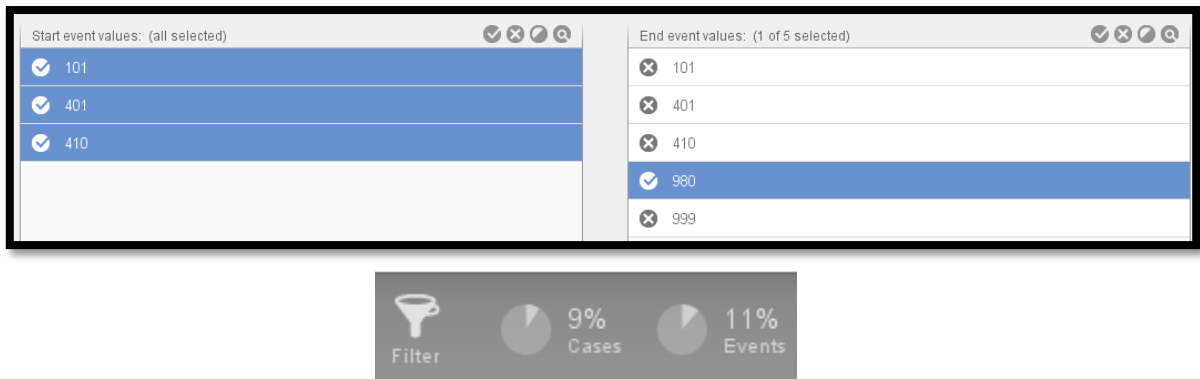 Start event values: (all selected)
101
401
410
End event values: (1 of 5 selected)
101
401
410
980
999
Filter
9%
Cases
11%
Events